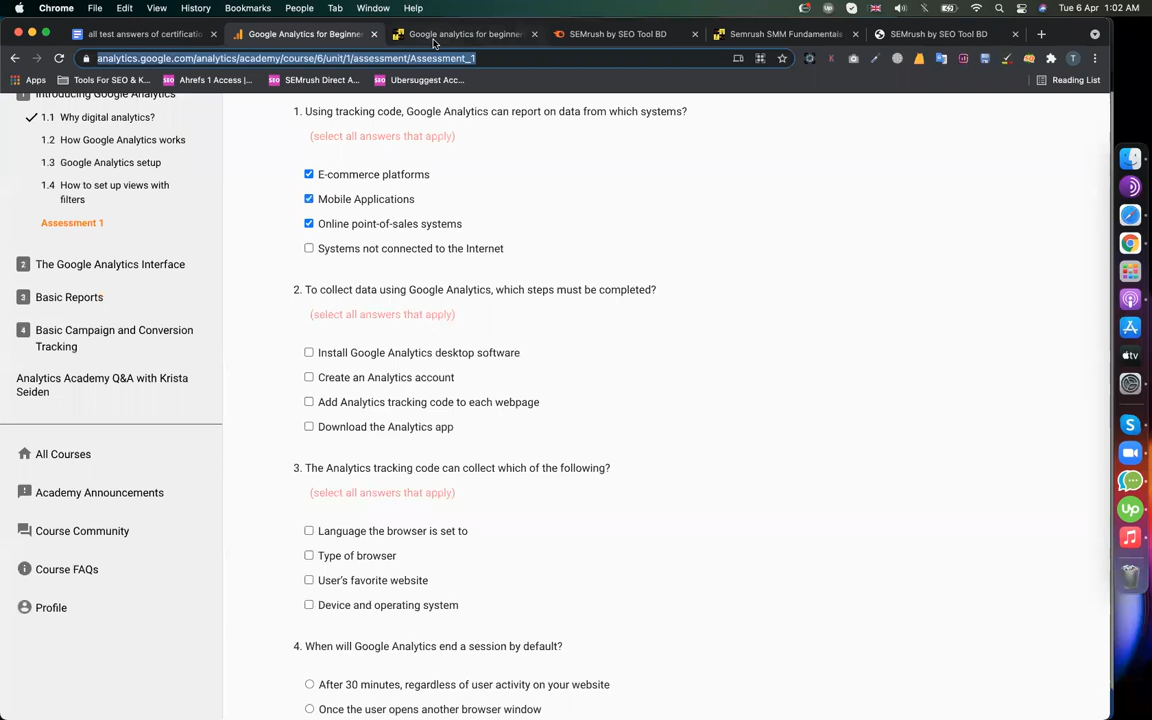 Chrome File Edit View History Bookmarks People Tab Window Help Tue 6 Apr 1:02 AM
all test answers of certificatio Google Analytics for Beginner Google analytics for beginner SEmrush by SEO Tool BD Semrush SMM Fundamentals SEMrush by SEO Tool BD
analytics.google.com/analytics/academy/course/6/unit/1/assessment/Assessment_1
Apps Tools For SEO & K... Ahrefs 1 Access | To... SEMrush Direct A... Ubersuggest Acc... Reading List
1 Introducing Google Analytics
1.1 Why digital analytics?
1.2 How Google Analytics works
1.3 Google Analytics setup
1.4 How to set up views with
filters
Assessment 1
2 The Google Analytics Interface
3 Basic Reports
4 Basic Campaign and Conversion
Tracking
Analytics Academy Q&A with Krista
Seiden
All Courses
Academy Announcements
Course Community
Course FAQs
Profile
1. Using tracking code, Google Analytics can report on data from which systems?
(select all answers that apply)
E-commerce platforms
Mobile Applications
Online point-of-sales systems
Systems not connected to the Internet
2. To collect data using Google Analytics, which steps must be completed?
(select all answers that apply)
Install Google Analytics desktop software
Create an Analytics account
Add Analytics tracking code to each webpage
Download the Analytics app
3. The Analytics tracking code can collect which of the following?
(select all answers that apply)
Language the browser is set to
Type of browser
User's favorite website
Device and operating system
4. When will Google Analytics end a session by default?
After 30 minutes, regardless of user activity on your website
Once the user opens another browser window